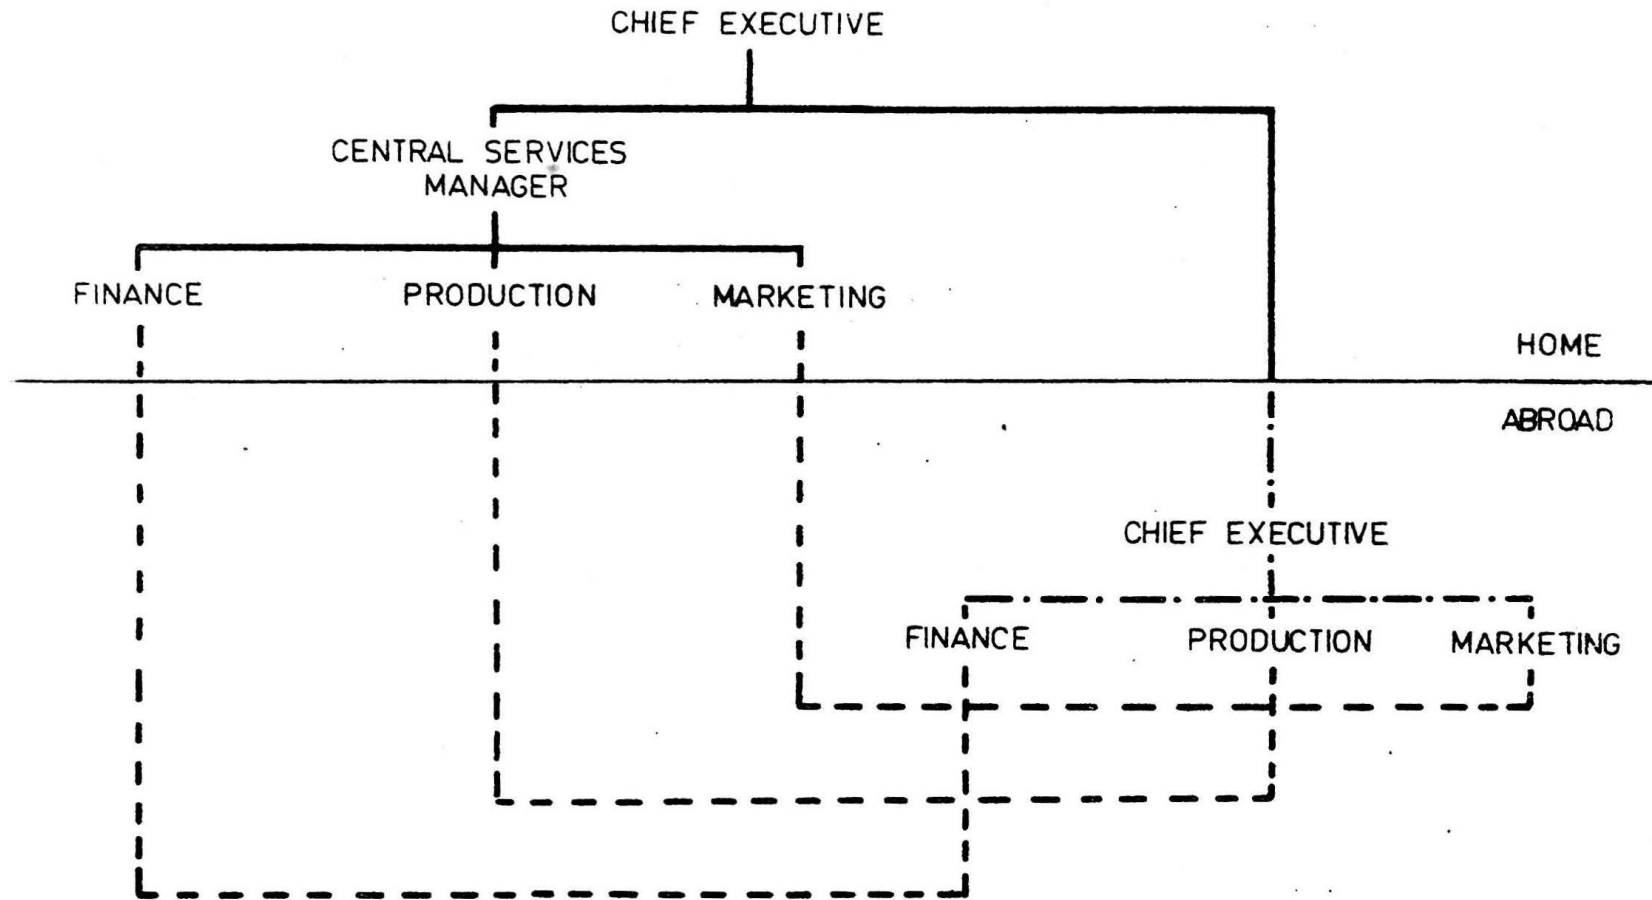 CHIEF EXECUTIVE
CENTRAL SERVICES
MANAGER
FINANCE PRODUCTION MARKETING
HOME
ABROAD
CHIEF EXECUTIVE
FINANCE PRODUCTION MARKETING